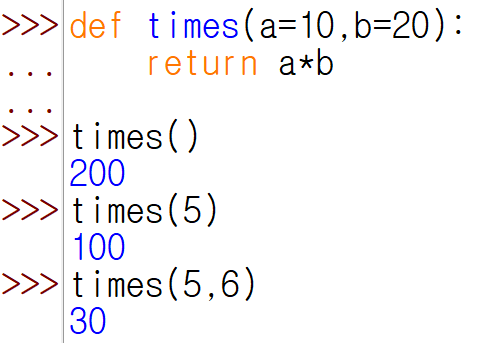 >>> def times(a=10,b=20):
...     return a*b
...
>>> times()
200
>>> times(5)
100
>>> times(5,6)
30